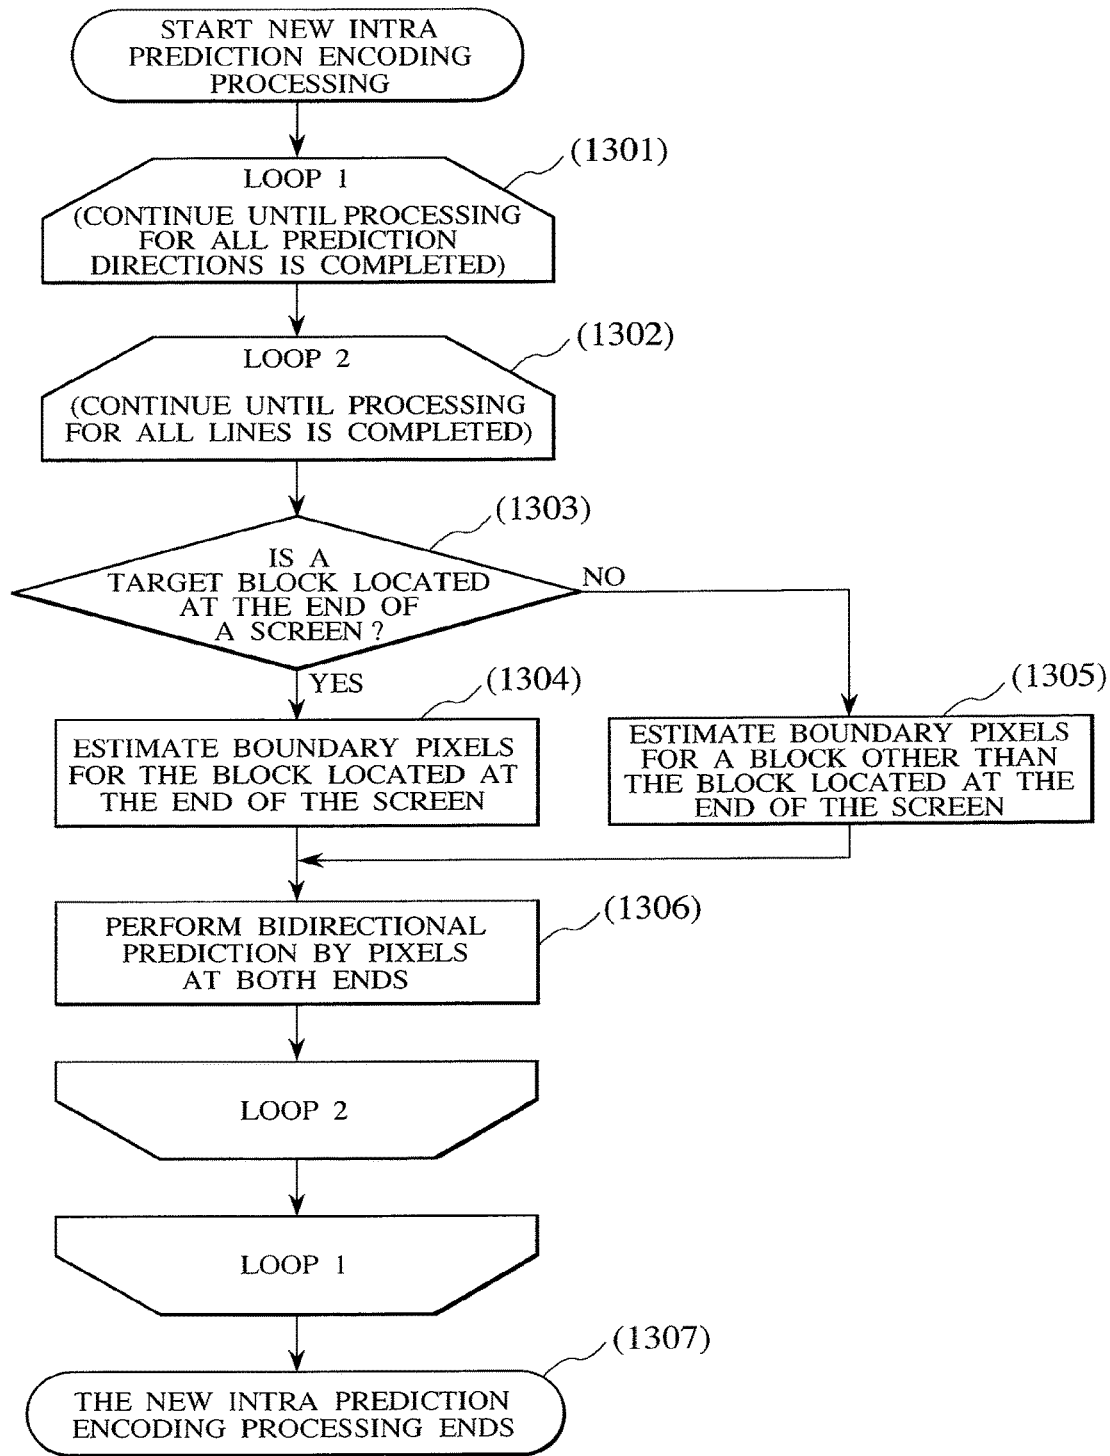 START NEW INTRA
PREDICTION ENCODING
PROCESSING
(1301)
LOOP 1
(CONTINUE UNTIL PROCESSING
FOR ALL PREDICTION
DIRECTIONS IS COMPLETED)
(1302)
LOOP 2
(CONTINUE UNTIL PROCESSING
FOR ALL LINES IS COMPLETED)
(1303)
IS A
TARGET BLOCK LOCATED
AT THE END OF
A SCREEN?
NO
YES
(1304)
ESTIMATE BOUNDARY PIXELS
FOR THE BLOCK LOCATED AT
THE END OF THE SCREEN
(1305)
ESTIMATE BOUNDARY PIXELS
FOR A BLOCK OTHER THAN
THE BLOCK LOCATED AT THE
END OF THE SCREEN
(1306)
PERFORM BIDIRECTIONAL
PREDICTION BY PIXELS
AT BOTH ENDS
LOOP 2
LOOP 1
(1307)
THE NEW INTRA PREDICTION
ENCODING PROCESSING ENDS